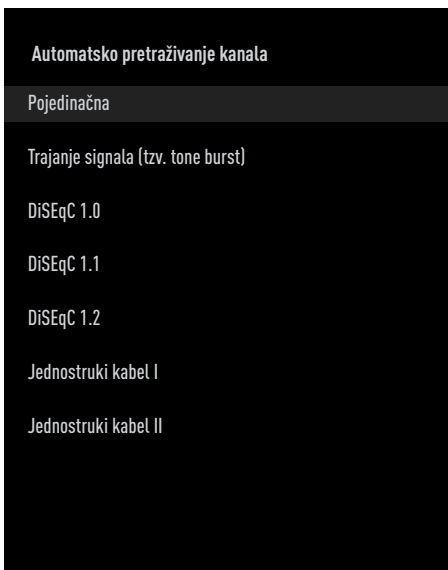 Automatsko pretraživanje kanala
Pojedinačna
Trajanje signala (tzv. tone burst)
DiSEqC 1.0
DiSEqC 1.1
DiSEqC 1.2
Jednostruki kabel I
Jednostruki kabel II